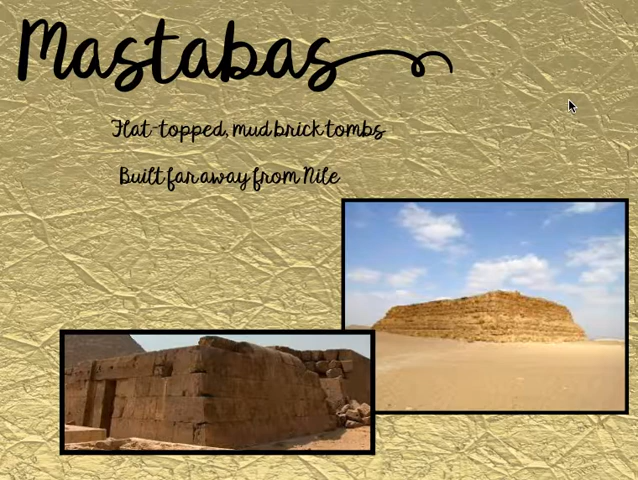 Mastabas
Flat-topped, mud brick tombs
Built far away from Nile